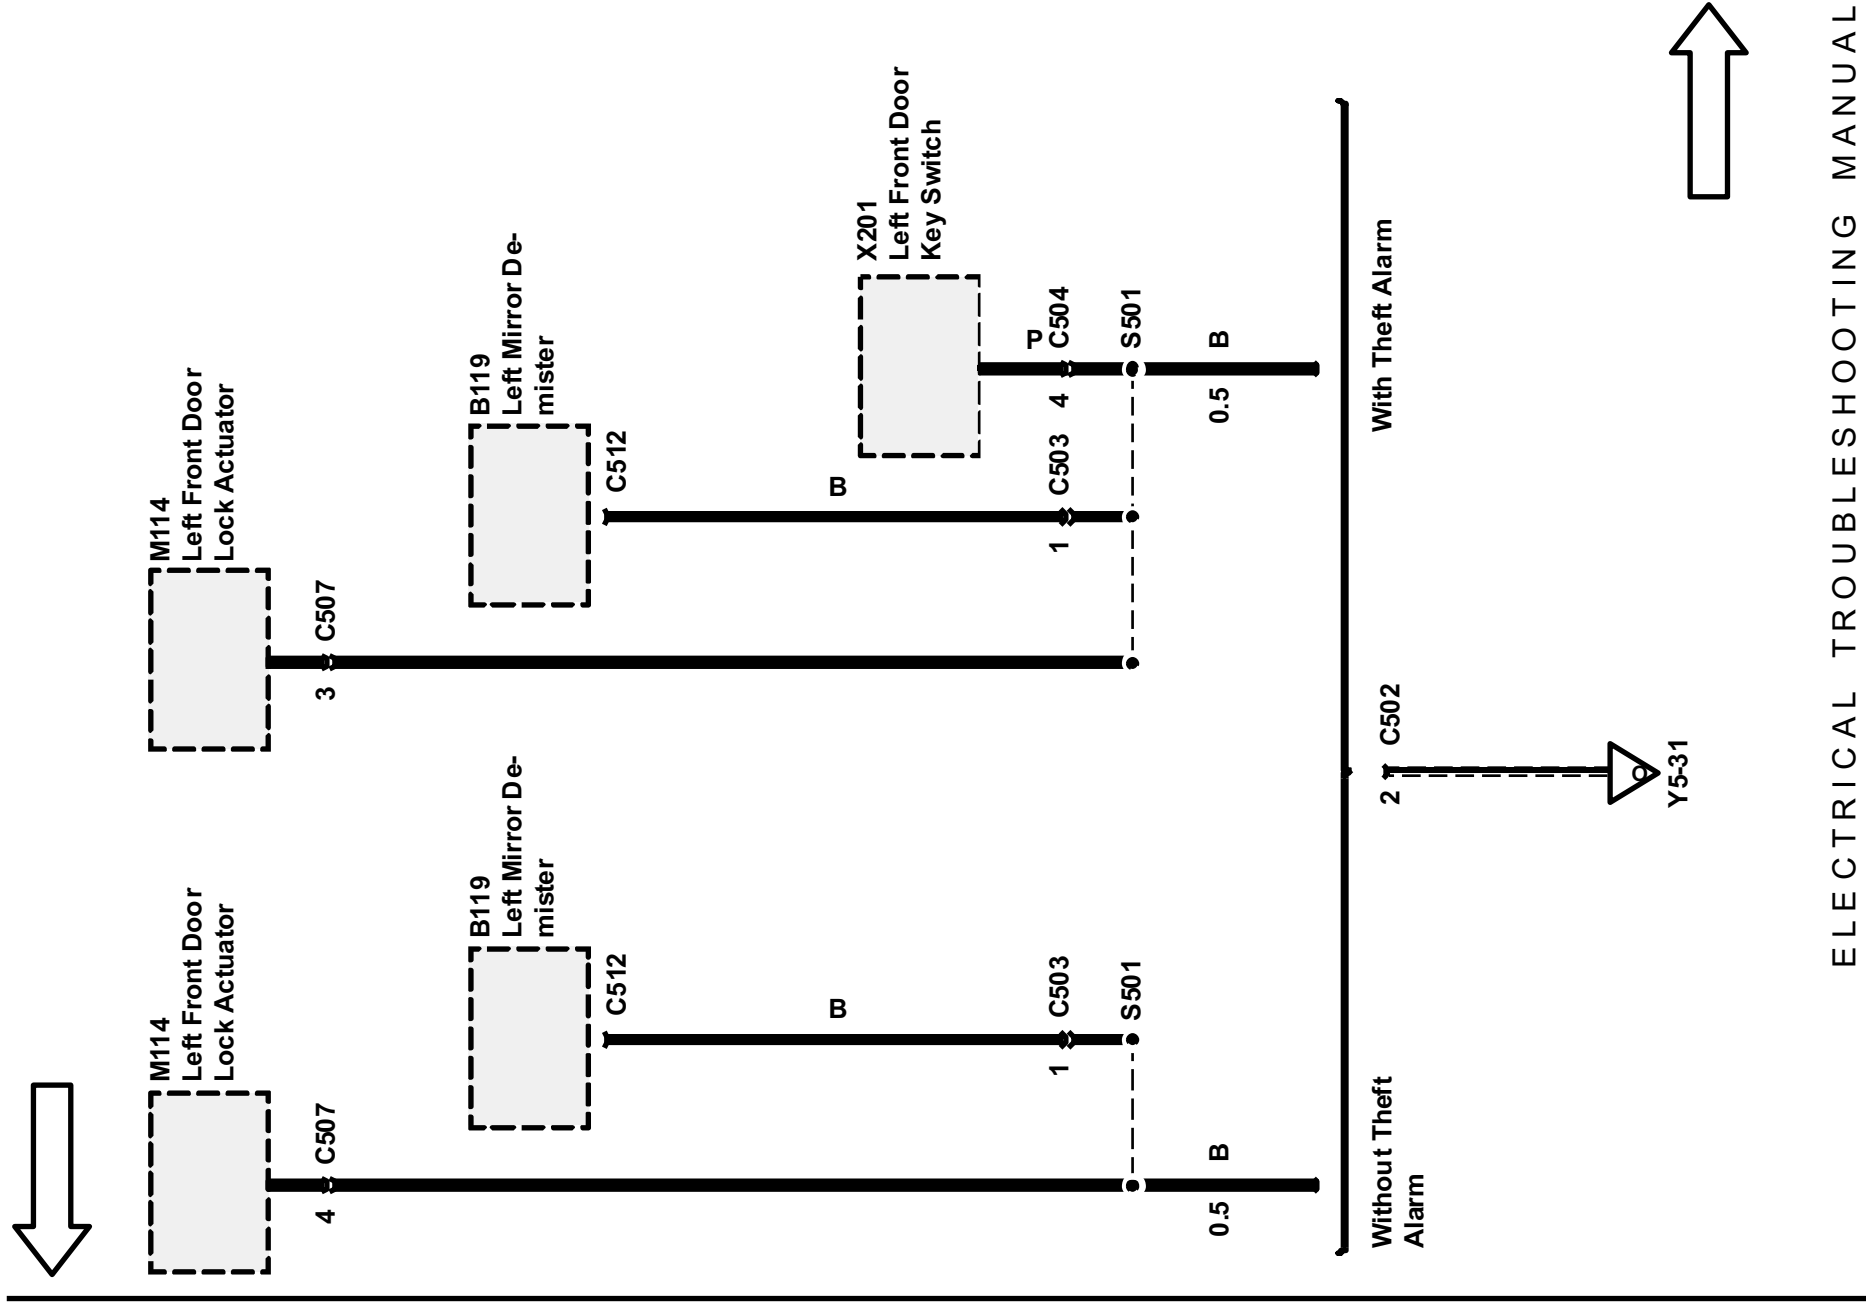 M114
Left Front Door
Lock Actuator
4
C507
B119
Left Mirror De-
mister
C512
B
1
C503
S501
0.5
B
Without Theft
Alarm
M114
Left Front Door
Lock Actuator
3
C507
B119
Left Mirror De-
mister
C512
B
1
C503
X201
Left Front Door
Key Switch
P
4
C504
S501
0.5
B
With Theft Alarm
2
C502
O
Y5-31
ELECTRICAL TROUBLESHOOTING MANUAL